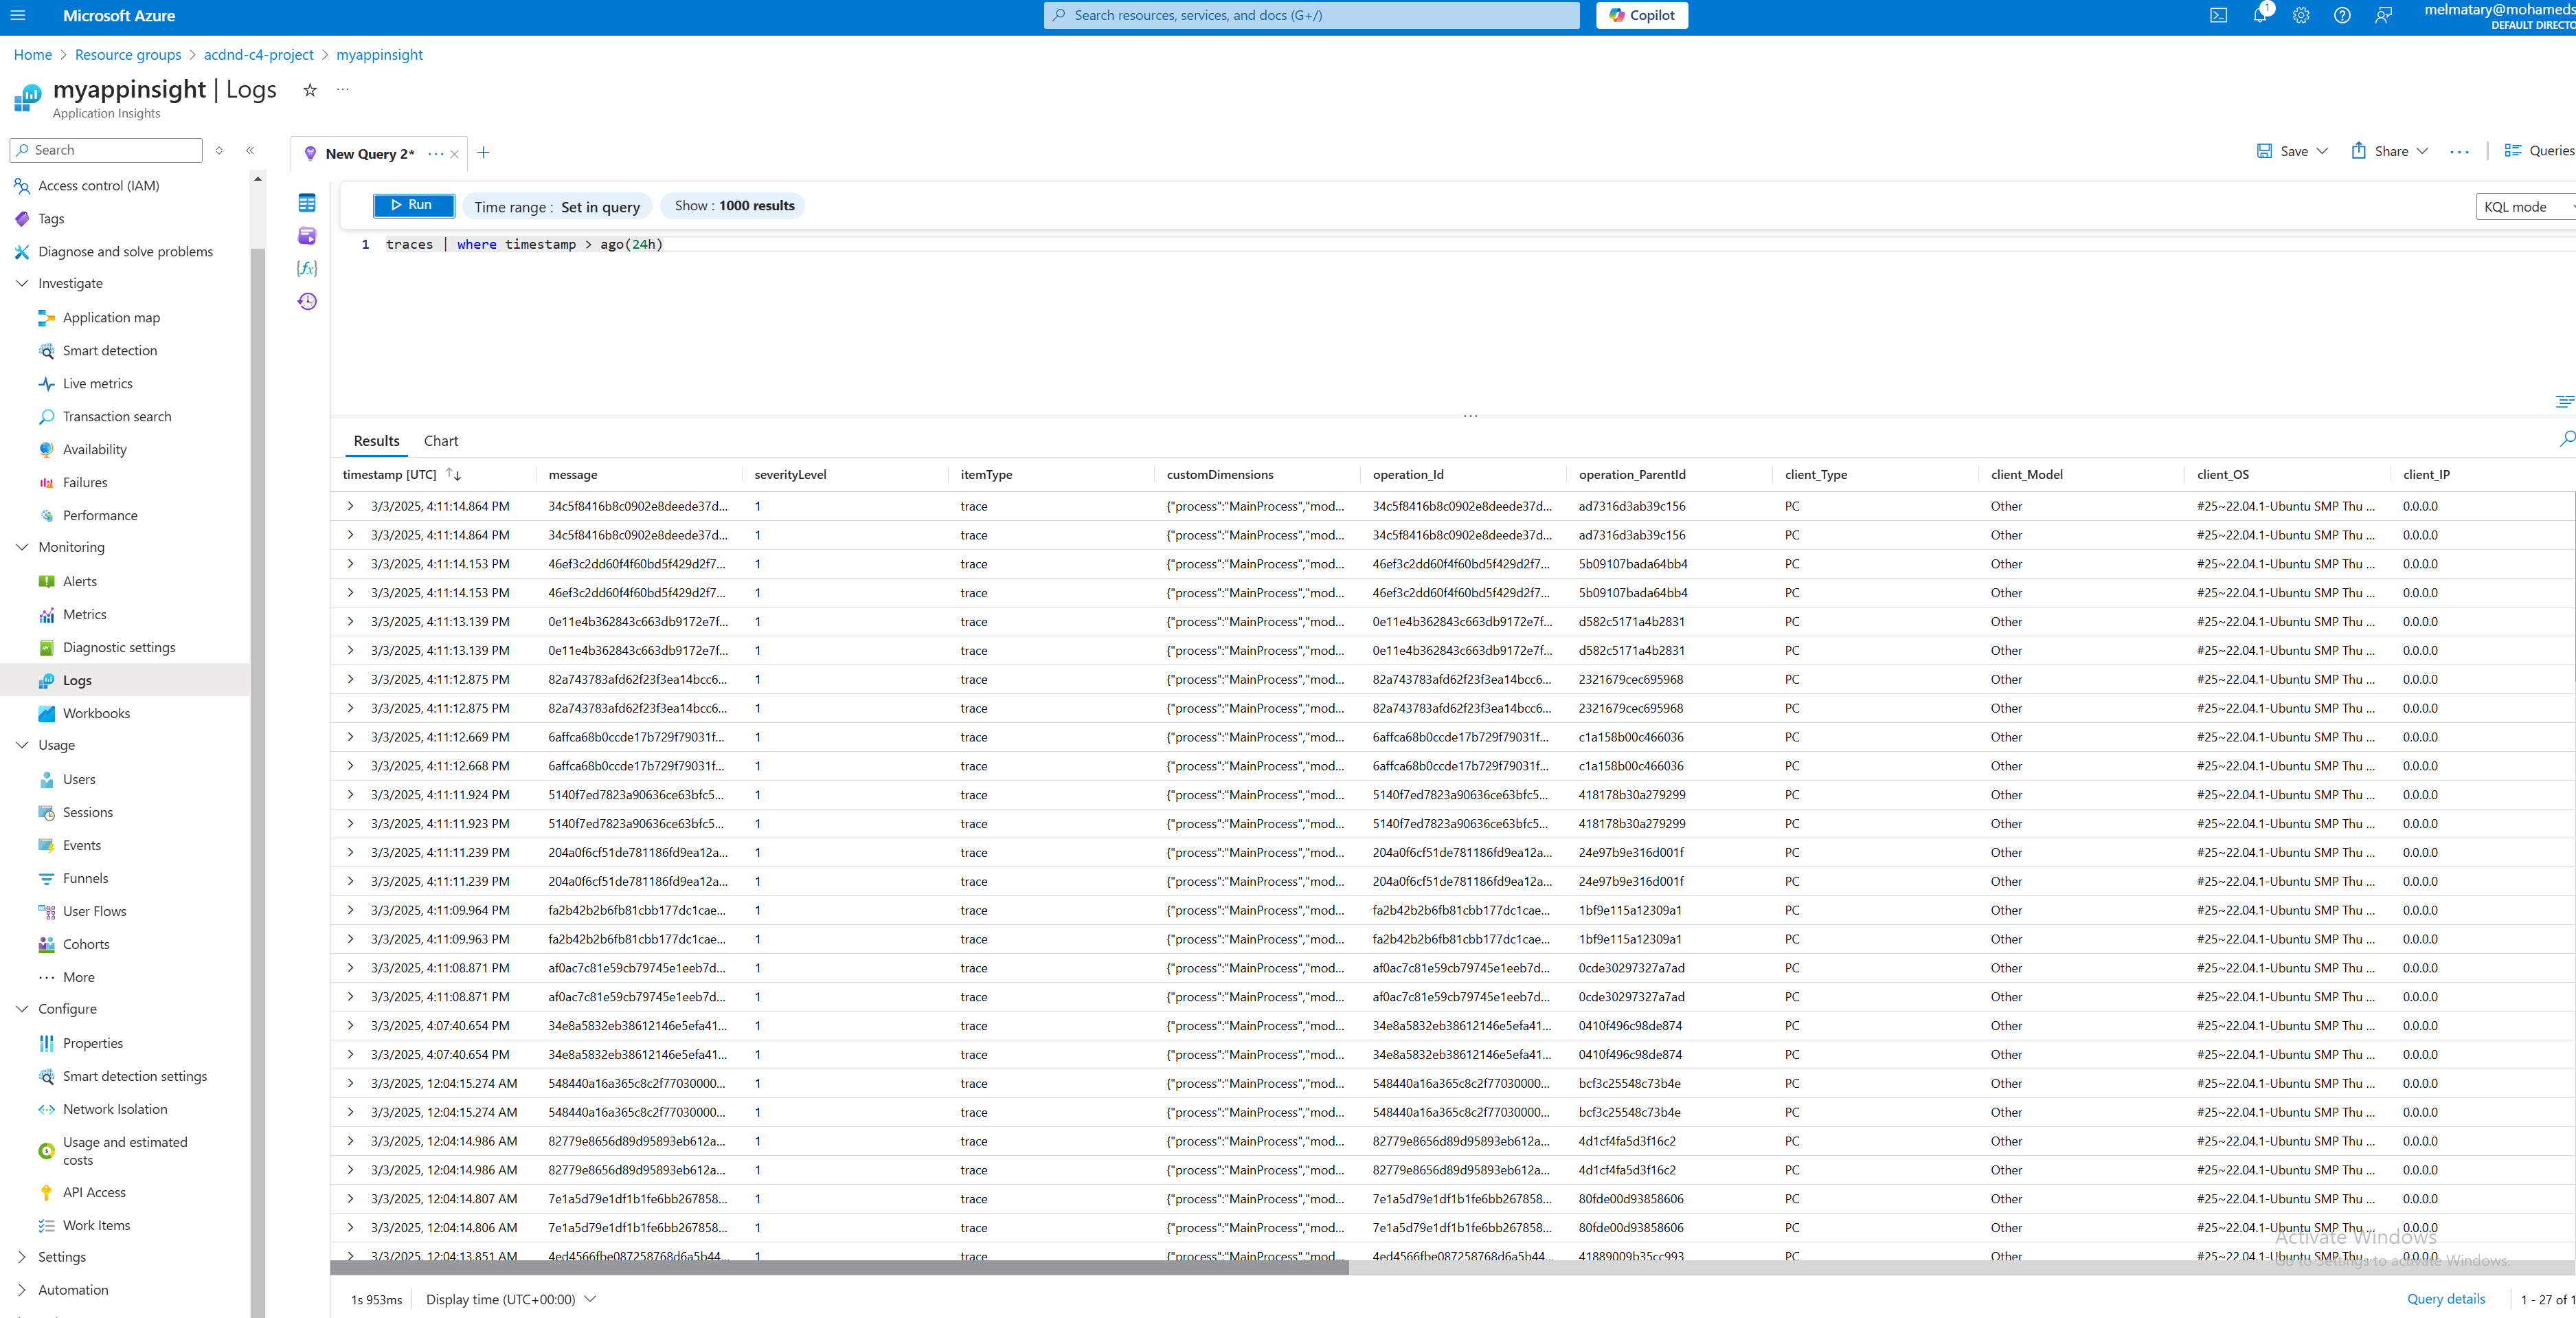 Microsoft Azure
Search resources, services, and docs (G+/)
Copilot
1
melmatary@mohameds
DEFAULT DIRECTO
Home > Resource groups > acdnd-c4-project > myappinsight
myappinsight | Logs
Application Insights
Search
New Query 2*
Save
Share
Queries
Access control (IAM)
Tags
Diagnose and solve problems
Investigate
Application map
Smart detection
Live metrics
Transaction search
Availability
Failures
Performance
Monitoring
Alerts
Metrics
Diagnostic settings
Logs
Workbooks
Usage
Users
Sessions
Events
Funnels
User Flows
Cohorts
More
Configure
Properties
Smart detection settings
Network Isolation
Usage and estimated
costs
API Access
Work Items
Settings
Automation
Run
Time range : Set in query
Show : 1000 results
KQL mode
1 traces | where timestamp > ago(24h)
Results Chart
timestamp [UTC] message severityLevel itemType customDimensions operation_Id operation_ParentId client_Type client_Model client_OS client_IP
3/3/2025, 4:11:14.864 PM 34c5f8416b8c0902e8deede37d... 1 trace {"process":"MainProcess","mod... 34c5f8416b8c0902e8deede37d... ad7316d3ab39c156 PC Other #25~22.04.1-Ubuntu SMP Thu ... 0.0.0.0
3/3/2025, 4:11:14.864 PM 34c5f8416b8c0902e8deede37d... 1 trace {"process":"MainProcess","mod... 34c5f8416b8c0902e8deede37d... ad7316d3ab39c156 PC Other #25~22.04.1-Ubuntu SMP Thu ... 0.0.0.0
3/3/2025, 4:11:14.153 PM 46ef3c2dd60f4f60bd5f429d2f7... 1 trace {"process":"MainProcess","mod... 46ef3c2dd60f4f60bd5f429d2f7... 5b09107bada64bb4 PC Other #25~22.04.1-Ubuntu SMP Thu ... 0.0.0.0
3/3/2025, 4:11:14.153 PM 46ef3c2dd60f4f60bd5f429d2f7... 1 trace {"process":"MainProcess","mod... 46ef3c2dd60f4f60bd5f429d2f7... 5b09107bada64bb4 PC Other #25~22.04.1-Ubuntu SMP Thu ... 0.0.0.0
3/3/2025, 4:11:13.139 PM 0e11e4b362843c663db9172e7f... 1 trace {"process":"MainProcess","mod... 0e11e4b362843c663db9172e7f... d582c5171a4b2831 PC Other #25~22.04.1-Ubuntu SMP Thu ... 0.0.0.0
3/3/2025, 4:11:13.139 PM 0e11e4b362843c663db9172e7f... 1 trace {"process":"MainProcess","mod... 0e11e4b362843c663db9172e7f... d582c5171a4b2831 PC Other #25~22.04.1-Ubuntu SMP Thu ... 0.0.0.0
3/3/2025, 4:11:12.875 PM 82a743783afd62f23f3ea14bcc6... 1 trace {"process":"MainProcess","mod... 82a743783afd62f23f3ea14bcc6... 2321679cec695968 PC Other #25~22.04.1-Ubuntu SMP Thu ... 0.0.0.0
3/3/2025, 4:11:12.875 PM 82a743783afd62f23f3ea14bcc6... 1 trace {"process":"MainProcess","mod... 82a743783afd62f23f3ea14bcc6... 2321679cec695968 PC Other #25~22.04.1-Ubuntu SMP Thu ... 0.0.0.0
3/3/2025, 4:11:12.669 PM 6affca68b0ccde17b729f79031f... 1 trace {"process":"MainProcess","mod... 6affca68b0ccde17b729f79031f... c1a158b00c466036 PC Other #25~22.04.1-Ubuntu SMP Thu ... 0.0.0.0
3/3/2025, 4:11:12.668 PM 6affca68b0ccde17b729f79031f... 1 trace {"process":"MainProcess","mod... 6affca68b0ccde17b729f79031f... c1a158b00c466036 PC Other #25~22.04.1-Ubuntu SMP Thu ... 0.0.0.0
3/3/2025, 4:11:11.924 PM 5140f7ed7823a90636ce63bfc5... 1 trace {"process":"MainProcess","mod... 5140f7ed7823a90636ce63bfc5... 418178b30a279299 PC Other #25~22.04.1-Ubuntu SMP Thu ... 0.0.0.0
3/3/2025, 4:11:11.923 PM 5140f7ed7823a90636ce63bfc5... 1 trace {"process":"MainProcess","mod... 5140f7ed7823a90636ce63bfc5... 418178b30a279299 PC Other #25~22.04.1-Ubuntu SMP Thu ... 0.0.0.0
3/3/2025, 4:11:11.239 PM 204a0f6cf51de781186fd9ea12a... 1 trace {"process":"MainProcess","mod... 204a0f6cf51de781186fd9ea12a... 24e97b9e316d001f PC Other #25~22.04.1-Ubuntu SMP Thu ... 0.0.0.0
3/3/2025, 4:11:11.239 PM 204a0f6cf51de781186fd9ea12a... 1 trace {"process":"MainProcess","mod... 204a0f6cf51de781186fd9ea12a... 24e97b9e316d001f PC Other #25~22.04.1-Ubuntu SMP Thu ... 0.0.0.0
3/3/2025, 4:11:09.964 PM fa2b42b2b6fb81cbb177dc1cae... 1 trace {"process":"MainProcess","mod... fa2b42b2b6fb81cbb177dc1cae... 1bf9e115a12309a1 PC Other #25~22.04.1-Ubuntu SMP Thu ... 0.0.0.0
3/3/2025, 4:11:09.963 PM fa2b42b2b6fb81cbb177dc1cae... 1 trace {"process":"MainProcess","mod... fa2b42b2b6fb81cbb177dc1cae... 1bf9e115a12309a1 PC Other #25~22.04.1-Ubuntu SMP Thu ... 0.0.0.0
3/3/2025, 4:11:08.871 PM af0ac7c81e59cb79745e1eeb7d... 1 trace {"process":"MainProcess","mod... af0ac7c81e59cb79745e1eeb7d... 0cde30297327a7ad PC Other #25~22.04.1-Ubuntu SMP Thu ... 0.0.0.0
3/3/2025, 4:11:08.871 PM af0ac7c81e59cb79745e1eeb7d... 1 trace {"process":"MainProcess","mod... af0ac7c81e59cb79745e1eeb7d... 0cde30297327a7ad PC Other #25~22.04.1-Ubuntu SMP Thu ... 0.0.0.0
3/3/2025, 4:07:40.654 PM 34e8a5832eb38612146e5efa41... 1 trace {"process":"MainProcess","mod... 34e8a5832eb38612146e5efa41... 0410f496c98de874 PC Other #25~22.04.1-Ubuntu SMP Thu ... 0.0.0.0
3/3/2025, 4:07:40.654 PM 34e8a5832eb38612146e5efa41... 1 trace {"process":"MainProcess","mod... 34e8a5832eb38612146e5efa41... 0410f496c98de874 PC Other #25~22.04.1-Ubuntu SMP Thu ... 0.0.0.0
3/3/2025, 12:04:15.274 AM 548440a16a365c8c2f77030000... 1 trace {"process":"MainProcess","mod... 548440a16a365c8c2f77030000... bcf3c25548c73b4e PC Other #25~22.04.1-Ubuntu SMP Thu ... 0.0.0.0
3/3/2025, 12:04:15.274 AM 548440a16a365c8c2f77030000... 1 trace {"process":"MainProcess","mod... 548440a16a365c8c2f77030000... bcf3c25548c73b4e PC Other #25~22.04.1-Ubuntu SMP Thu ... 0.0.0.0
3/3/2025, 12:04:14.986 AM 82779e8656d89d95893eb612a... 1 trace {"process":"MainProcess","mod... 82779e8656d89d95893eb612a... 4d1cf4fa5d3f16c2 PC Other #25~22.04.1-Ubuntu SMP Thu ... 0.0.0.0
3/3/2025, 12:04:14.986 AM 82779e8656d89d95893eb612a... 1 trace {"process":"MainProcess","mod... 82779e8656d89d95893eb612a... 4d1cf4fa5d3f16c2 PC Other #25~22.04.1-Ubuntu SMP Thu ... 0.0.0.0
3/3/2025, 12:04:14.807 AM 7e1a5d79e1df1b1fe6bb267858... 1 trace {"process":"MainProcess","mod... 7e1a5d79e1df1b1fe6bb267858... 80fde00d93858606 PC Other #25~22.04.1-Ubuntu SMP Thu ... 0.0.0.0
3/3/2025, 12:04:14.806 AM 7e1a5d79e1df1b1fe6bb267858... 1 trace {"process":"MainProcess","mod... 7e1a5d79e1df1b1fe6bb267858... 80fde00d93858606 PC Other #25~22.04.1-Ubuntu SMP Thu ... 0.0.0.0
3/3/2025, 12:04:13.851 AM 4ed4566fbe087258768d6a5b44... 1 trace {"process":"MainProcess","mod... 4ed4566fbe087258768d6a5b44... 41889009b35cc993 PC Other #25~22.04.1-Ubuntu SMP Thu ... 0.0.0.0
Activate Windows
Go to Settings to activate Windows.
1s 953ms
Display time (UTC+00:00)
Query details
1 - 27 of 1